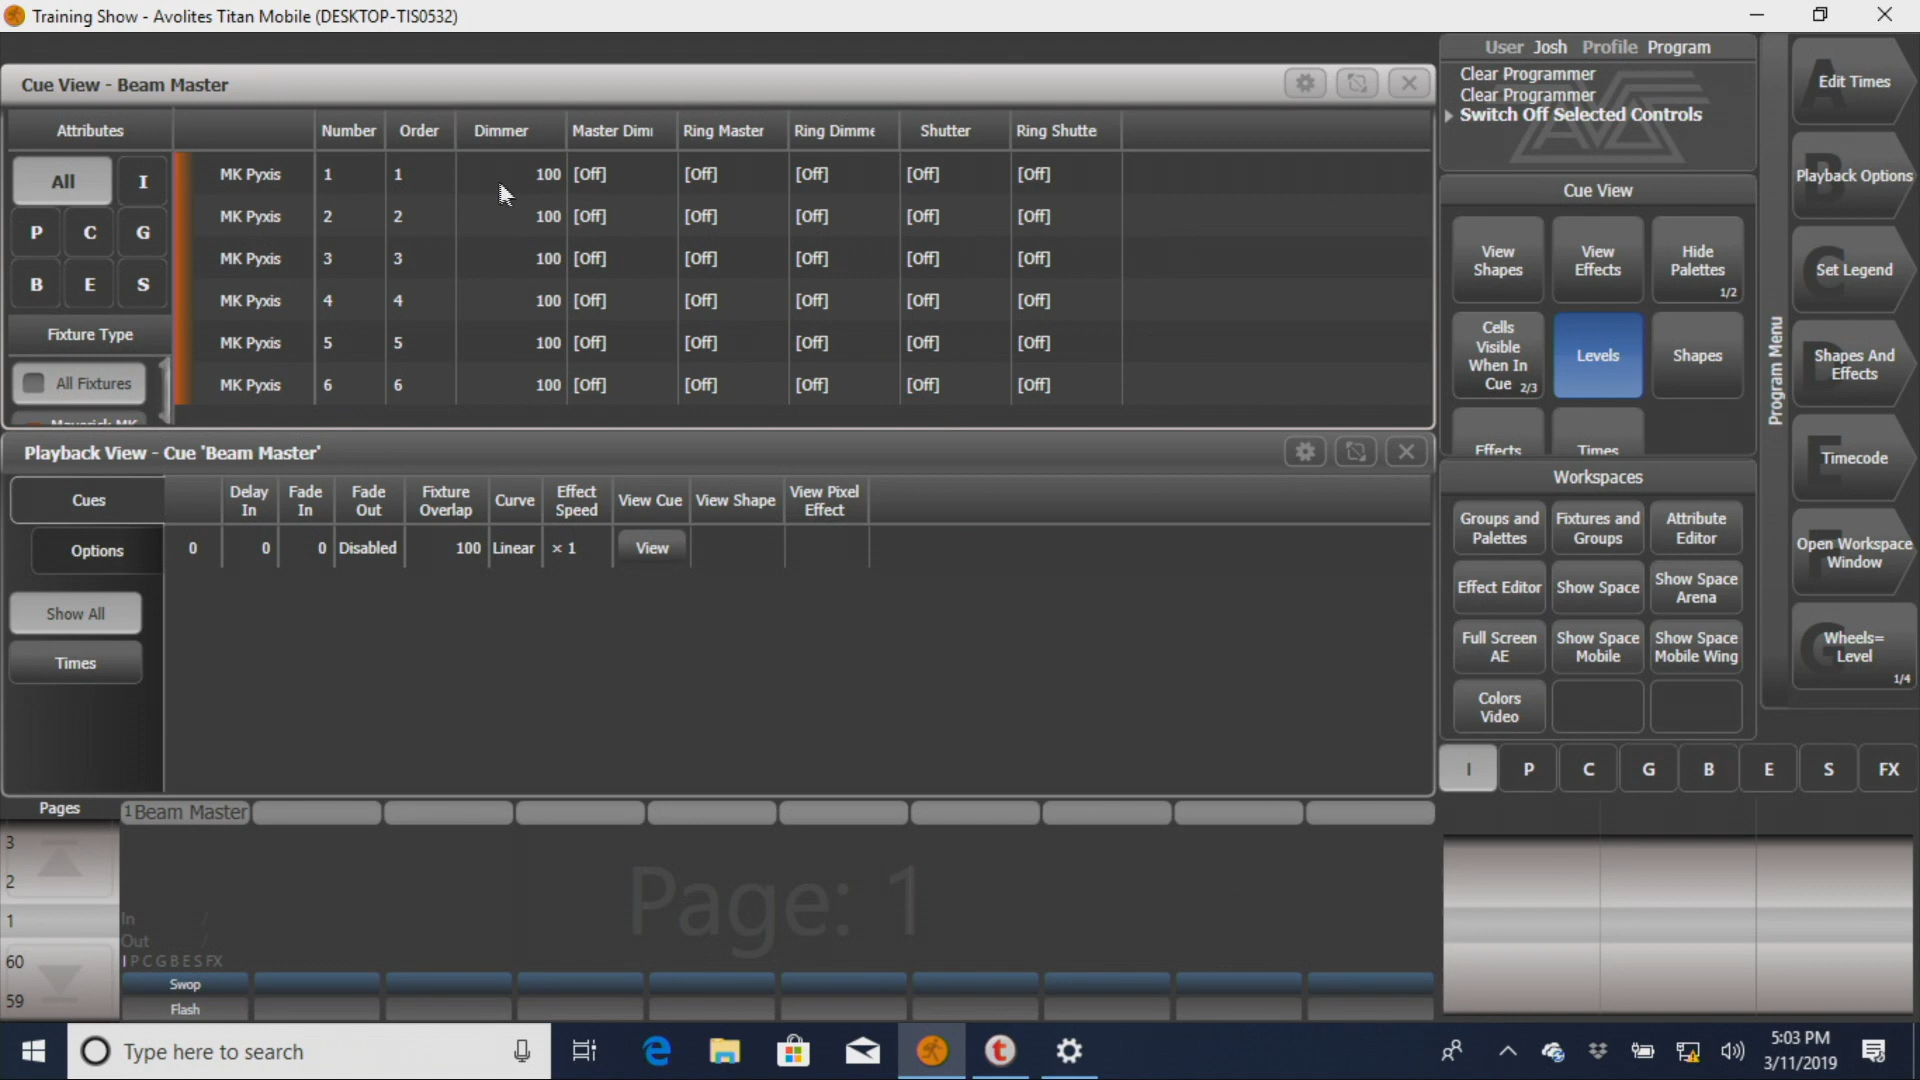 Training Show - Avolites Titan Mobile (DESKTOP-TIS0532)
Cue View - Beam Master
Attributes
Number Order Dimmer Master Dimı Ring Master Ring Dimme Shutter Ring Shutte
All I
P C G
B E S
MK Pyxis 1 1 100 [Off] [Off] [Off] [Off] [Off]
MK Pyxis 2 2 100 [Off] [Off] [Off] [Off] [Off]
MK Pyxis 3 3 100 [Off] [Off] [Off] [Off] [Off]
MK Pyxis 4 4 100 [Off] [Off] [Off] [Off] [Off]
MK Pyxis 5 5 100 [Off] [Off] [Off] [Off] [Off]
MK Pyxis 6 6 100 [Off] [Off] [Off] [Off] [Off]
Fixture Type
All Fixtures
Maverick MK
Playback View - Cue 'Beam Master'
Cues
Options
Show All
Times
Delay In Fade In Fade Out Fixture Overlap Curve Effect Speed View Cue View Shape View Pixel Effect
0 0 0 Disabled 100 Linear × 1 View
Pages
3
2
1
60
59
1 Beam Master
Page: 1
In /
Out /
I P C G B E S FX
Swop
Flash
User Josh Profile Program
Clear Programmer
Clear Programmer
Switch Off Selected Controls
Cue View
View Shapes
View Effects
Hide Palettes 1/2
Cells Visible When In Cue 2/3
Levels
Shapes
Effects
Times
Workspaces
Groups and Palettes
Fixtures and Groups
Attribute Editor
Effect Editor
Show Space
Show Space Arena
Full Screen AE
Show Space Mobile
Show Space Mobile Wing
Colors Video
I P C G B E S FX
Program Menu
A Edit Times
B Playback Options
C Set Legend
D Shapes And Effects
E Timecode
F Open Workspace Window
G Wheels= Level 1/4
Type here to search
5:03 PM
3/11/2019